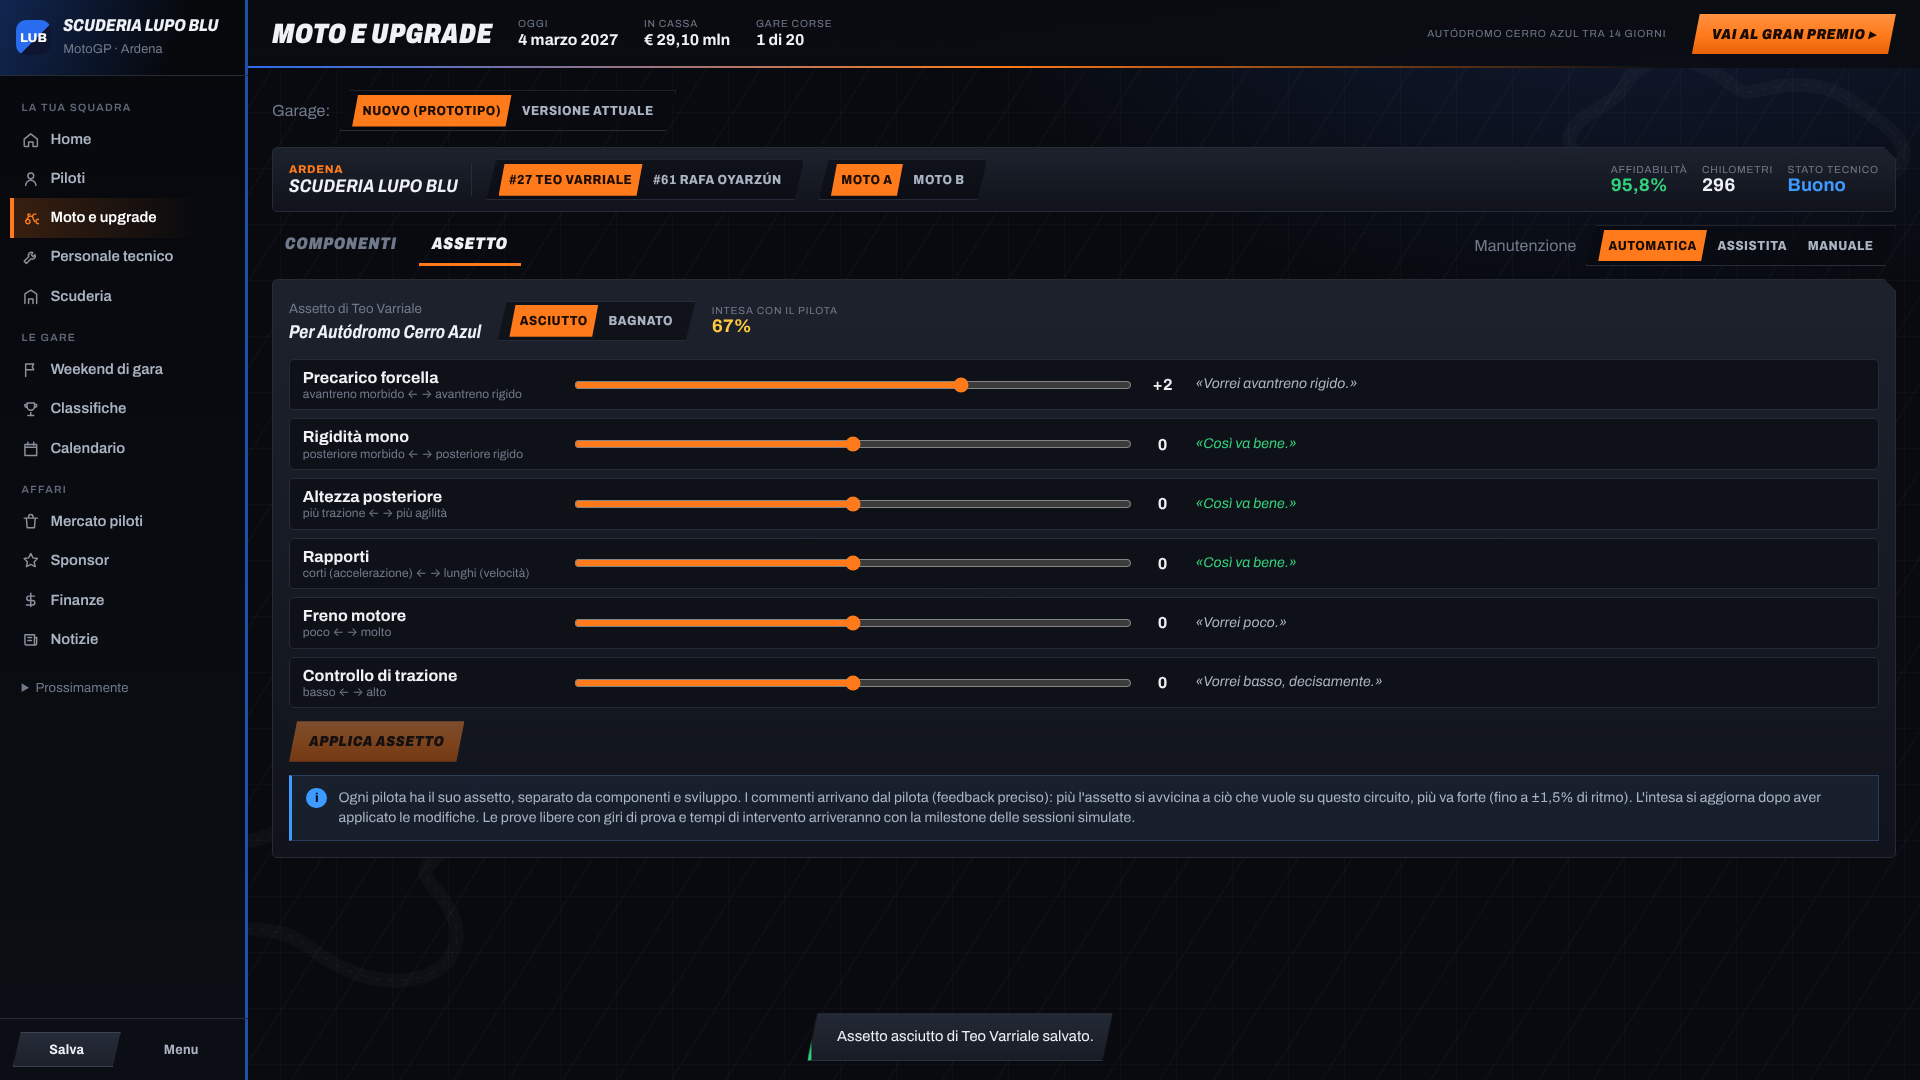 LUB
SCUDERIA LUPO BLU
MotoGP · Ardena
MOTO E UPGRADE
OGGI
4 marzo 2027
IN CASSA
€ 29,10 mln
GARE CORSE
1 di 20
AUTÓDROMO CERRO AZUL TRA 14 GIORNI
VAI AL GRAN PREMIO ▸
LA TUA SQUADRA
Home
Piloti
Moto e upgrade
Personale tecnico
Scuderia
LE GARE
Weekend di gara
Classifiche
Calendario
AFFARI
Mercato piloti
Sponsor
Finanze
Notizie
▶ Prossimamente
Salva
Menu
Garage:
NUOVO (PROTOTIPO)
VERSIONE ATTUALE
ARDENA
SCUDERIA LUPO BLU
#27 TEO VARRIALE
#61 RAFA OYARZÚN
MOTO A
MOTO B
AFFIDABILITÀ
95,8%
CHILOMETRI
296
STATO TECNICO
Buono
COMPONENTI
ASSETTO
Manutenzione
AUTOMATICA
ASSISTITA
MANUALE
Assetto di Teo Varriale
Per Autódromo Cerro Azul
ASCIUTTO
BAGNATO
INTESA CON IL PILOTA
67%
Precarico forcella
avantreno morbido ← → avantreno rigido
+2
«Vorrei avantreno rigido.»
Rigidità mono
posteriore morbido ← → posteriore rigido
0
«Così va bene.»
Altezza posteriore
più trazione ← → più agilità
0
«Così va bene.»
Rapporti
corti (accelerazione) ← → lunghi (velocità)
0
«Così va bene.»
Freno motore
poco ← → molto
0
«Vorrei poco.»
Controllo di trazione
basso ← → alto
0
«Vorrei basso, decisamente.»
APPLICA ASSETTO
i
Ogni pilota ha il suo assetto, separato da componenti e sviluppo. I commenti arrivano dal pilota (feedback preciso): più l'assetto si avvicina a ciò che vuole su questo circuito, più va forte (fino a ±1,5% di ritmo). L'intesa si aggiorna dopo aver
applicato le modifiche. Le prove libere con giri di prova e tempi di intervento arriveranno con la milestone delle sessioni simulate.
Assetto asciutto di Teo Varriale salvato.